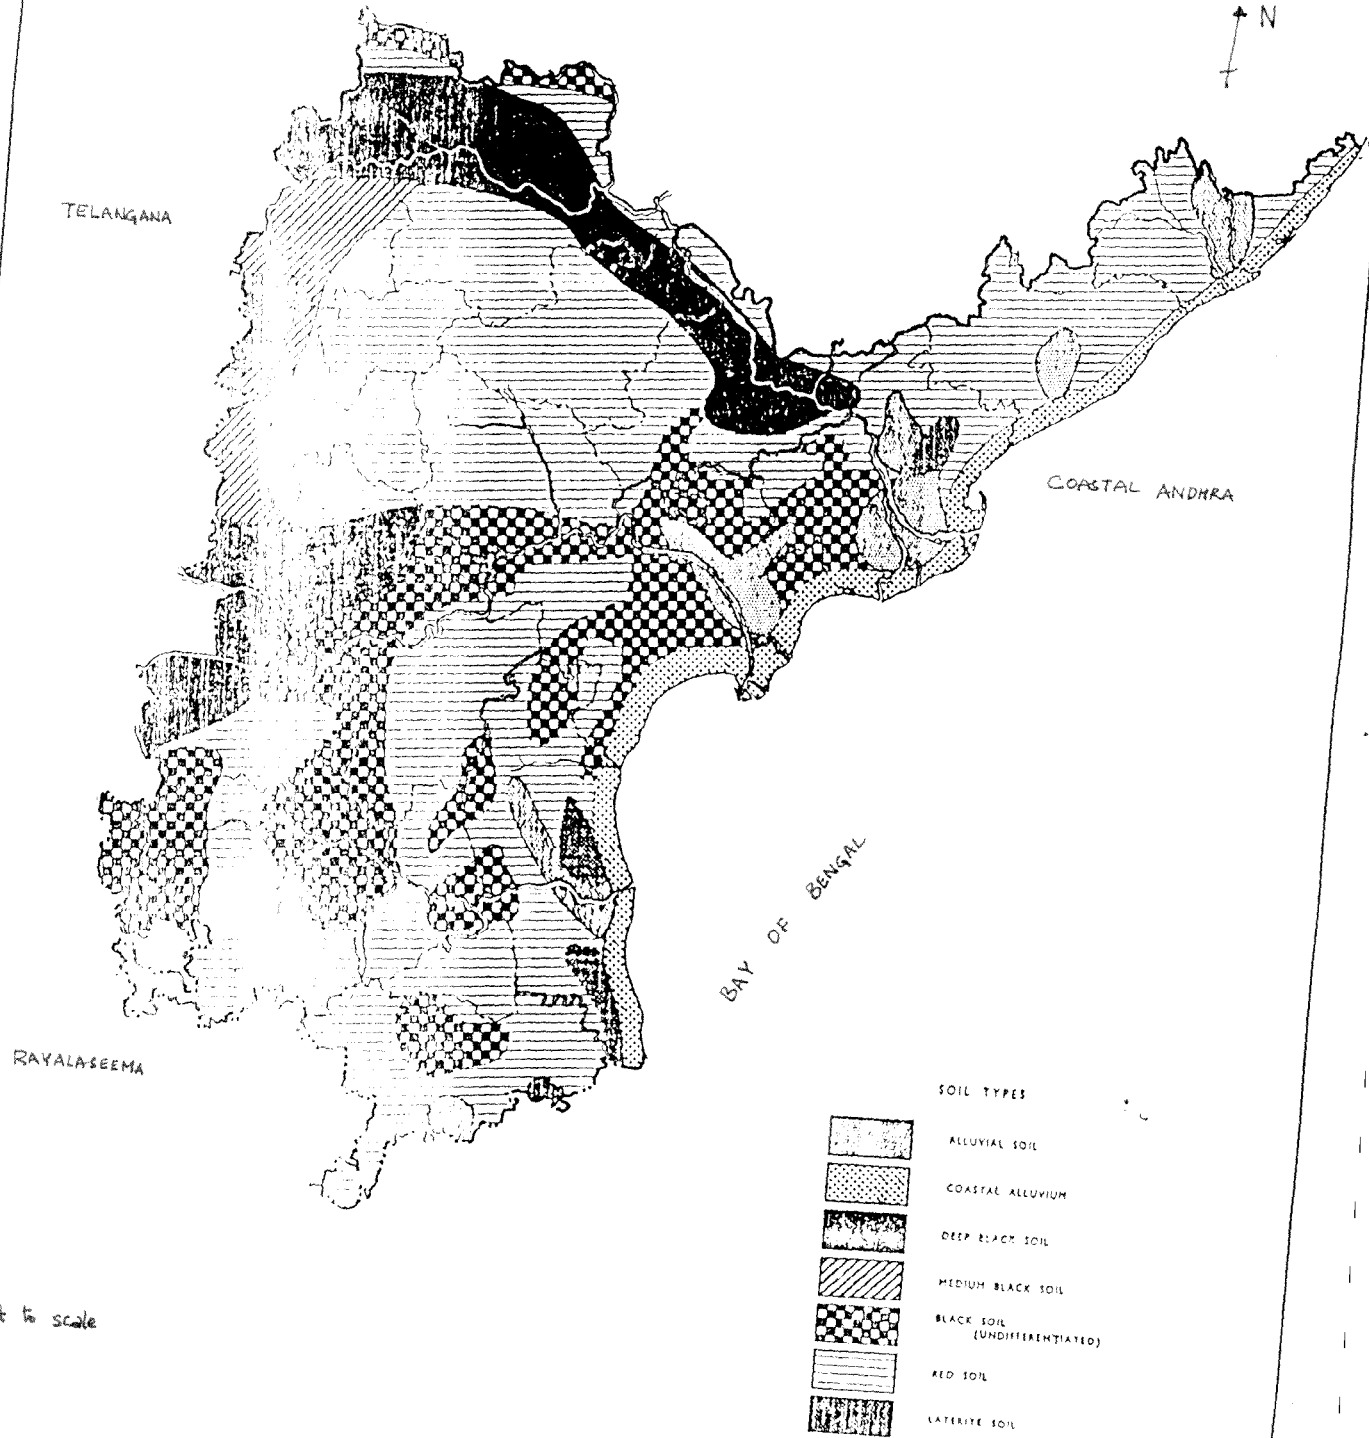 N
TELANGANA
COASTAL ANDHRA
BAY OF BENGAL
RAYALASEEMA
to scale
SOIL TYPES
ALLUVIAL SOIL
COASTAL ALLUVIUM
DEEP BLACK SOIL
MEDIUM BLACK SOIL
BLACK SOIL
(UNDIFFERENTIATED)
RED SOIL
LATERITE SOIL